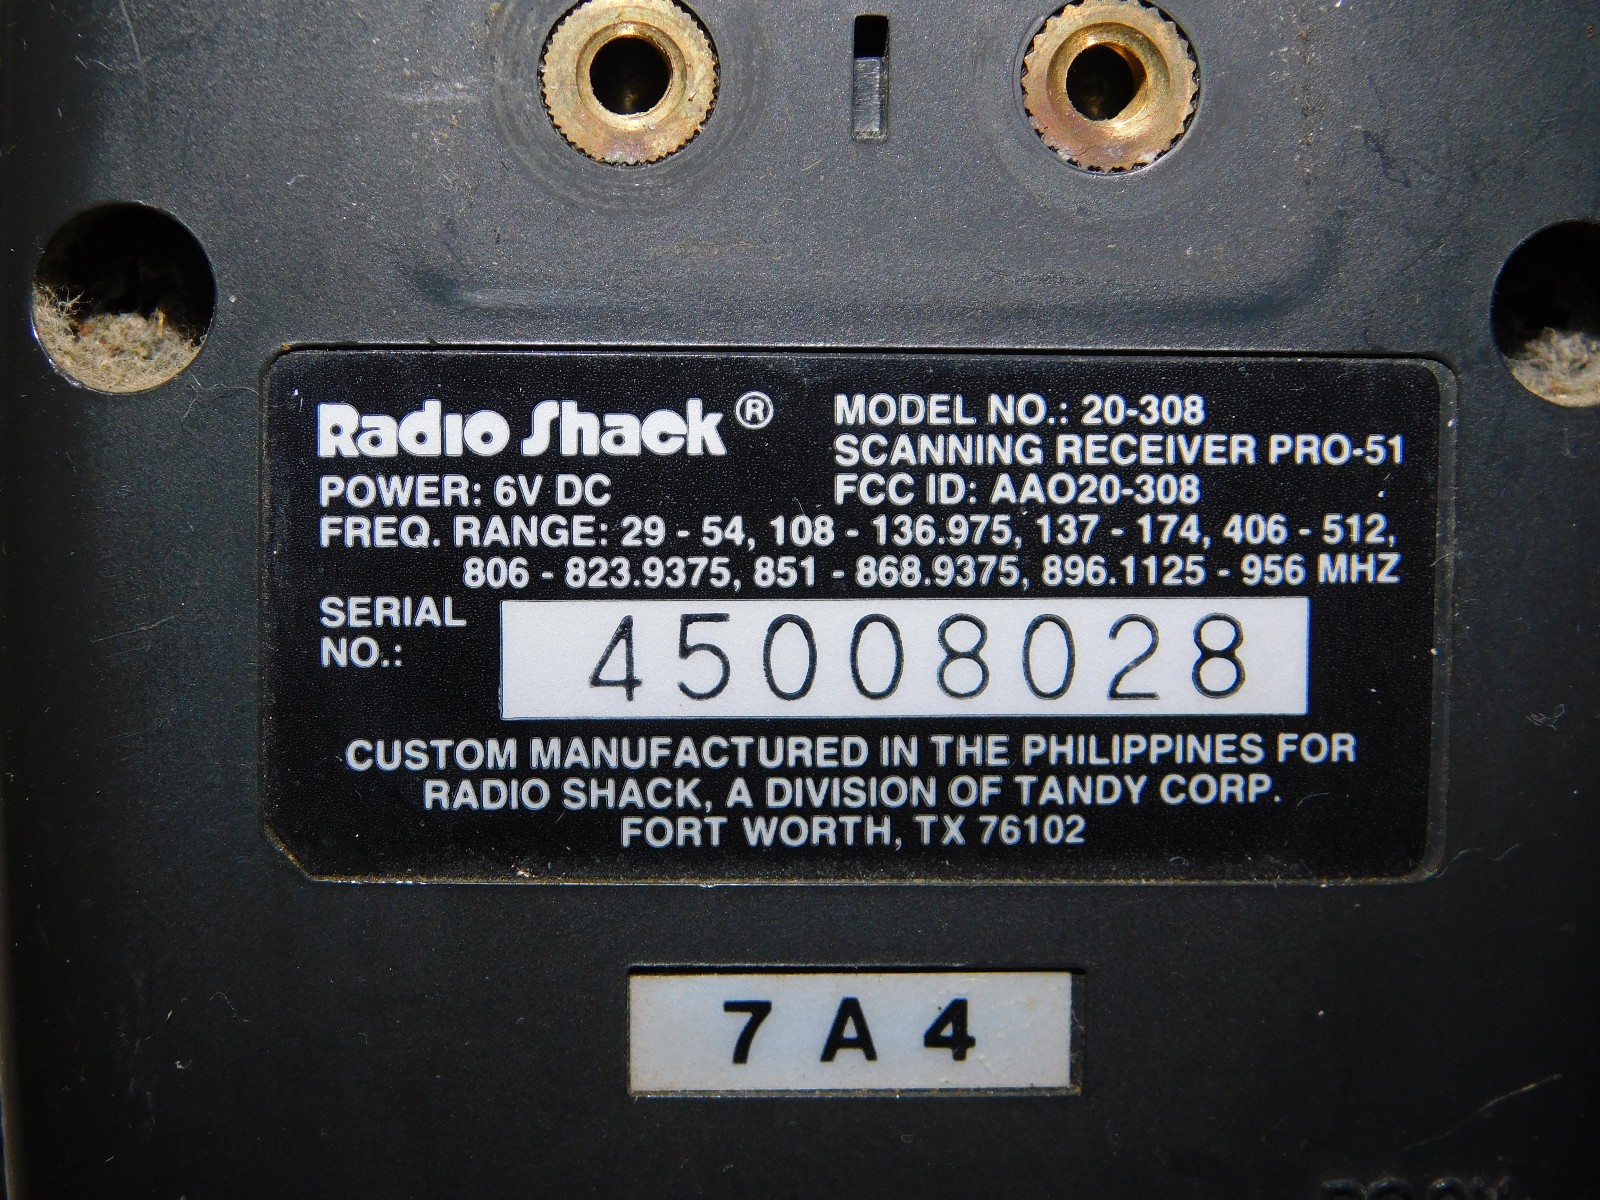 Radio Shack®
MODEL NO.: 20-308
SCANNING RECEIVER PRO-51
POWER: 6V DC
FCC ID: AAO20-308
FREQ. RANGE: 29 - 54, 108 - 136.975, 137 - 174, 406 - 512,
806 - 823.9375, 851 - 868.9375, 896.1125 - 956 MHZ
SERIAL
NO.:
45008028
CUSTOM MANUFACTURED IN THE PHILIPPINES FOR
RADIO SHACK, A DIVISION OF TANDY CORP.
FORT WORTH, TX 76102
7A4